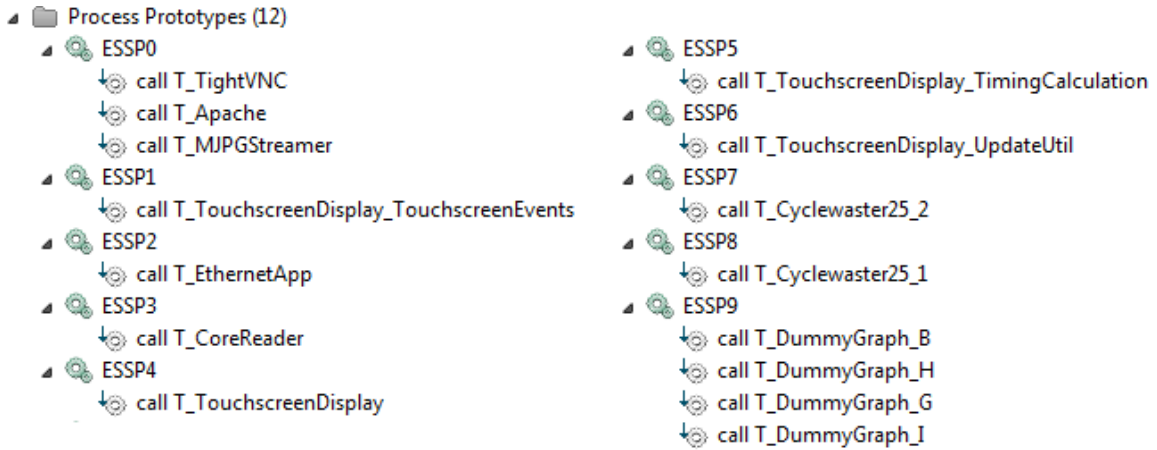 Process Prototypes (12)
ESSP0
call T_TightVNC
call T_Apache
call T_MJPGStreamer
ESSP1
call T_TouchscreenDisplay_TouchscreenEvents
ESSP2
call T_EthernetApp
ESSP3
call T_CoreReader
ESSP4
call T_TouchscreenDisplay
ESSP5
call T_TouchscreenDisplay_TimingCalculation
ESSP6
call T_TouchscreenDisplay_UpdateUtil
ESSP7
call T_Cyclewaster25_2
ESSP8
call T_Cyclewaster25_1
ESSP9
call T_DummyGraph_B
call T_DummyGraph_H
call T_DummyGraph_G
call T_DummyGraph_I